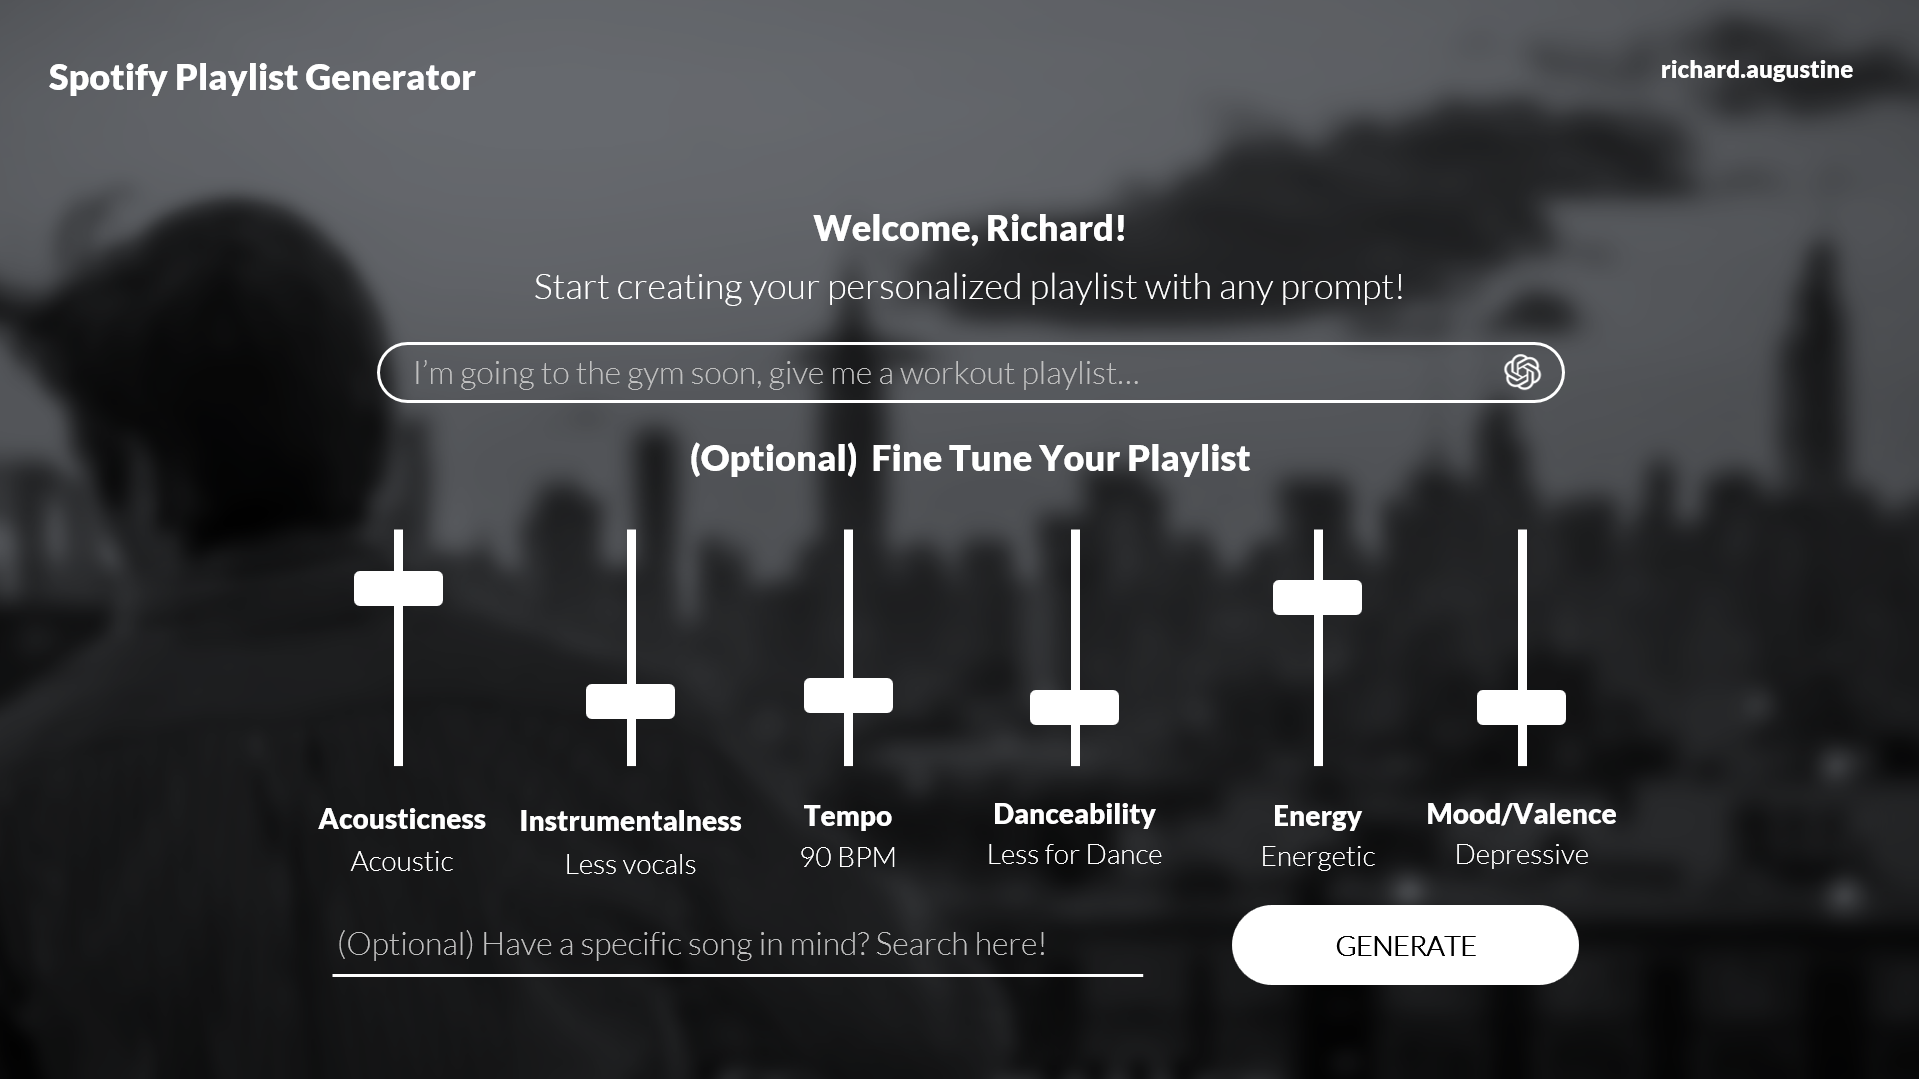 Spotify Playlist Generator
richard.augustine
Welcome, Richard!
Start creating your personalized playlist with any prompt!
I'm going to the gym soon, give me a workout playlist...
(Optional) Fine Tune Your Playlist
Acousticness
Acoustic
Instrumentalness
Less vocals
Tempo
90 BPM
Danceability
Less for Dance
Energy
Energetic
Mood/Valence
Depressive
(Optional) Have a specific song in mind? Search here!
GENERATE